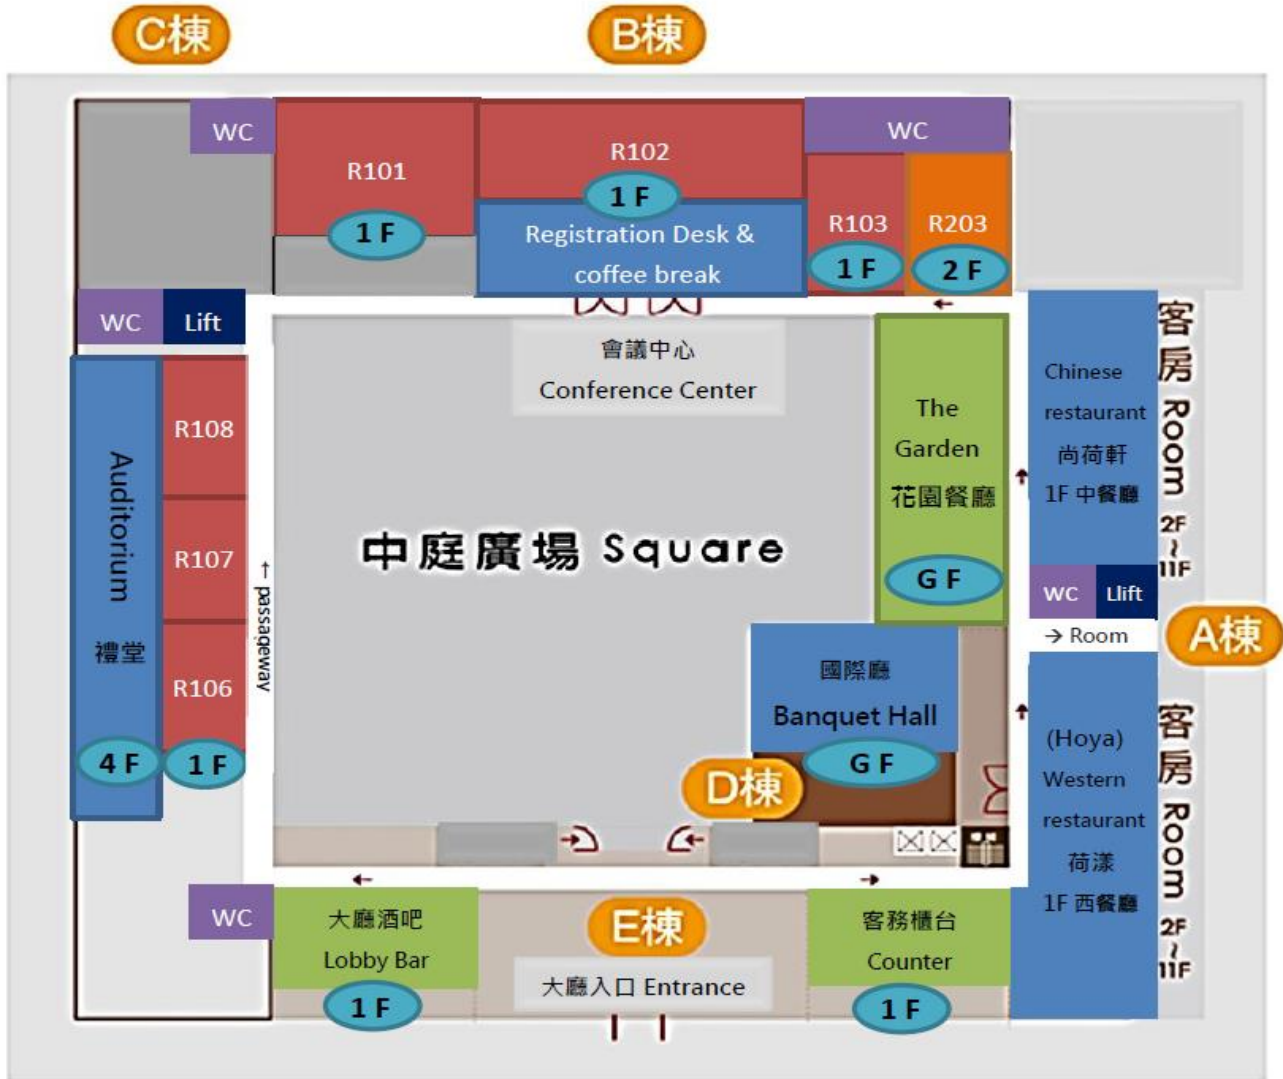 C棟
B棟
WC
R101
1 F
R102
1 F
Registration Desk &
coffee break
WC
R103
1 F
R203
2 F
WC
Lift
會議中心
Conference Center
The
Garden
花園餐廳
G F
Chinese
restaurant
尚荷軒
1F 中餐廳
客房 Room 2F~11F
R108
R107
R106
1 F
Auditorium 禮堂
4 F
← passageway
中庭廣場 Square
WC
Llift
→ Room
A棟
國際廳
Banquet Hall
G F
D棟
(Hoya)
Western
restaurant
荷漾
1F 西餐廳
客房 Room 2F~11F
WC
大廳酒吧
Lobby Bar
1 F
E棟
大廳入口 Entrance
客務櫃台
Counter
1 F